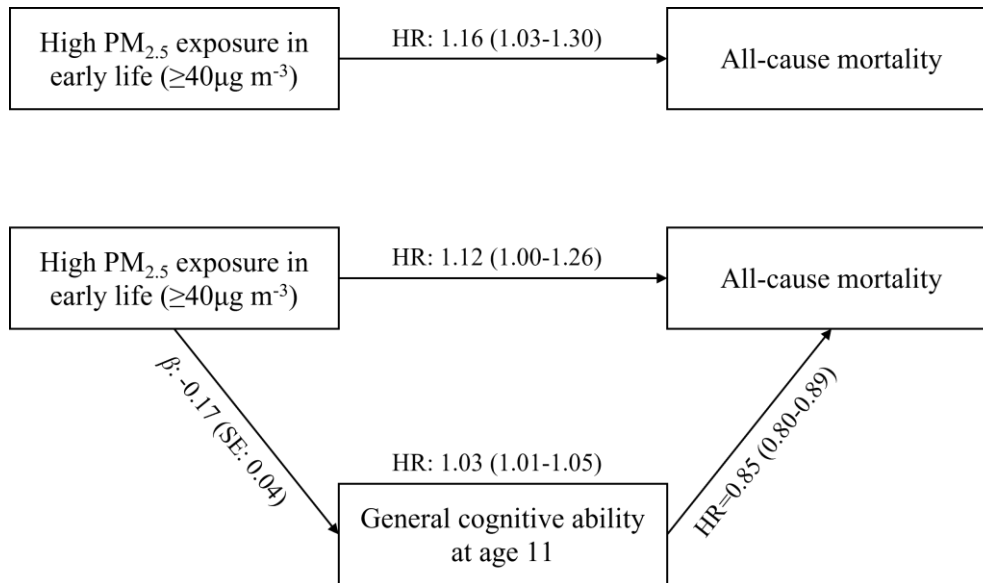 High PM₂.₅ exposure in
early life (≥40μg m⁻³)
HR: 1.16 (1.03-1.30)
All-cause mortality
High PM₂.₅ exposure in
early life (≥40μg m⁻³)
HR: 1.12 (1.00-1.26)
All-cause mortality
β: -0.17 (SE: 0.04)
HR: 1.03 (1.01-1.05)
HR=0.85 (0.80-0.89)
General cognitive ability
at age 11